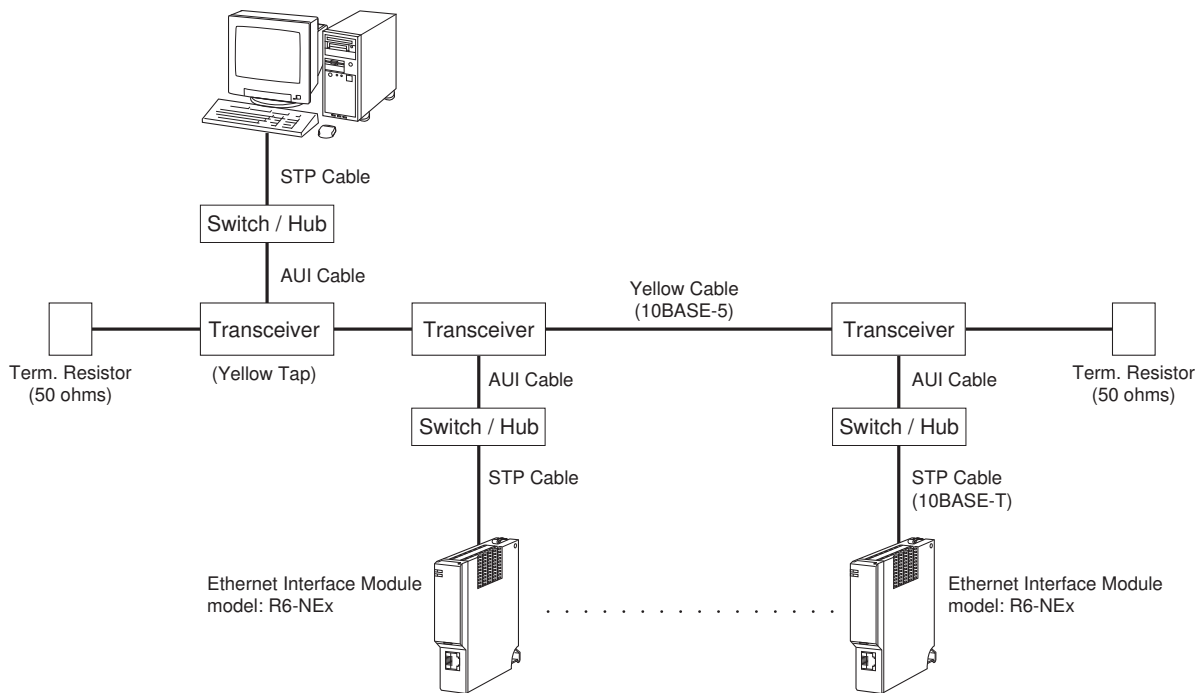 STP Cable
Switch / Hub
AUI Cable
Yellow Cable
(10BASE-5)
Transceiver
Transceiver
Transceiver
Term. Resistor
(50 ohms)
(Yellow Tap)
AUI Cable
AUI Cable
Term. Resistor
(50 ohms)
Switch / Hub
Switch / Hub
STP Cable
STP Cable
(10BASE-T)
Ethernet Interface Module
model: R6-NEx
Ethernet Interface Module
model: R6-NEx